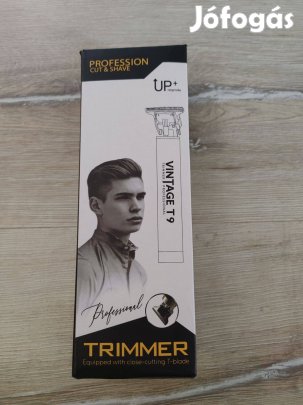 Jófogás
PROFESSION
CUT & SHAVE
UP+
VINTAGE T9
Professional
TRIMMER
Equipped with close-cutting T-blade